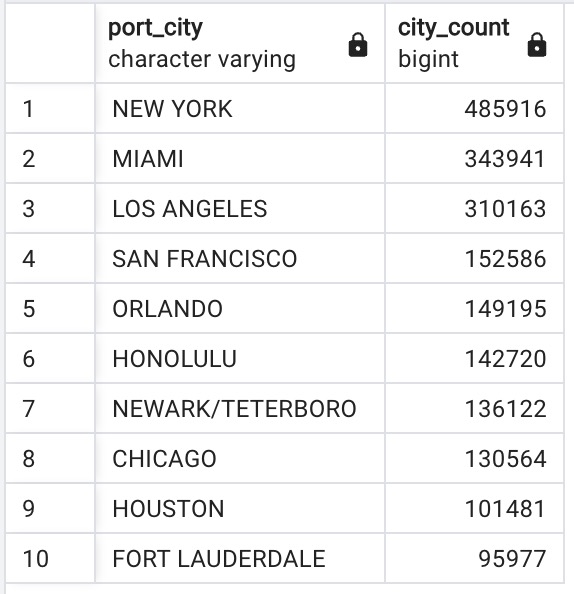 port_city city_count
character varying bigint
1 NEW YORK 485916
2 MIAMI 343941
3 LOS ANGELES 310163
4 SAN FRANCISCO 152586
5 ORLANDO 149195
6 HONOLULU 142720
7 NEWARK/TETERBORO 136122
8 CHICAGO 130564
9 HOUSTON 101481
10 FORT LAUDERDALE 95977